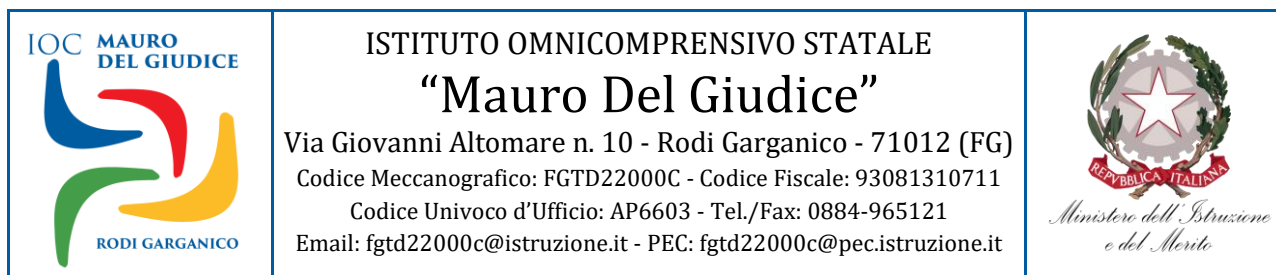 IOC MAURO
DEL GIUDICE
RODI GARGANICO
ISTITUTO OMNICOMPRENSIVO STATALE
“Mauro Del Giudice”
Via Giovanni Altomare n. 10 - Rodi Garganico - 71012 (FG)
Codice Meccanografico: FGTD22000C - Codice Fiscale: 93081310711
Codice Univoco d’Ufficio: AP6603 - Tel./Fax: 0884-965121
Email: fgtd22000c@istruzione.it - PEC: fgtd22000c@pec.istruzione.it
REPVBBLICA ITALIANA
Ministero dell'Istruzione
e del Merito